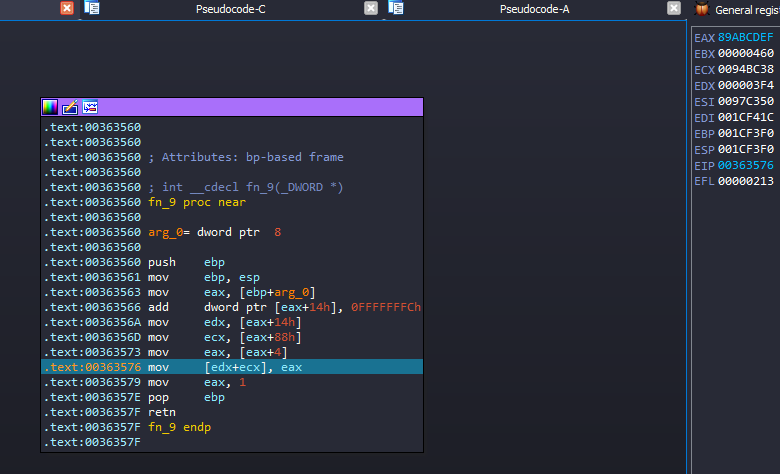 Pseudocode-C
Pseudocode-A
General regist
.text:00363560
.text:00363560
.text:00363560 ; Attributes: bp-based frame
.text:00363560
.text:00363560 ; int __cdecl fn_9(_DWORD *)
.text:00363560 fn_9 proc near
.text:00363560
.text:00363560 arg_0= dword ptr  8
.text:00363560
.text:00363560 push    ebp
.text:00363561 mov     ebp, esp
.text:00363563 mov     eax, [ebp+arg_0]
.text:00363566 add     dword ptr [eax+14h], 0FFFFFFFCh
.text:0036356A mov     edx, [eax+14h]
.text:0036356D mov     ecx, [eax+88h]
.text:00363573 mov     eax, [eax+4]
.text:00363576 mov     [edx+ecx], eax
.text:00363579 mov     eax, 1
.text:0036357E pop     ebp
.text:0036357F retn
.text:0036357F fn_9 endp
.text:0036357F
EAX 89ABCDEF
EBX 00000460
ECX 0094BC38
EDX 000003F4
ESI 0097C350
EDI 001CF41C
EBP 001CF3F0
ESP 001CF3F0
EIP 00363576
EFL 00000213